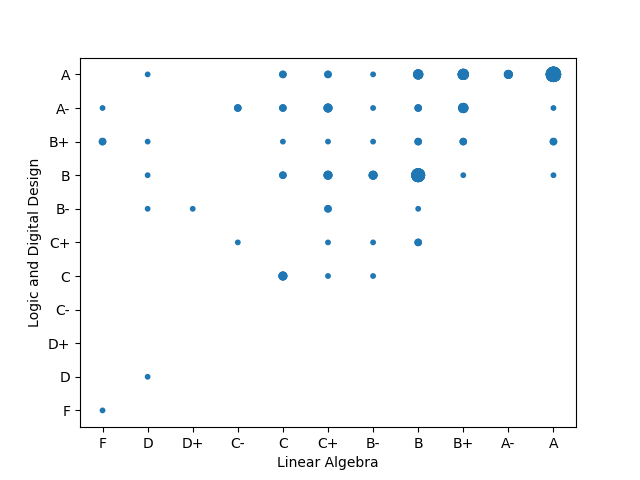 Logic and Digital Design
A
A-
B+
B
B-
C+
C
C-
D+
D
F
F D D+ C- C C+ B- B B+ A- A
Linear Algebra